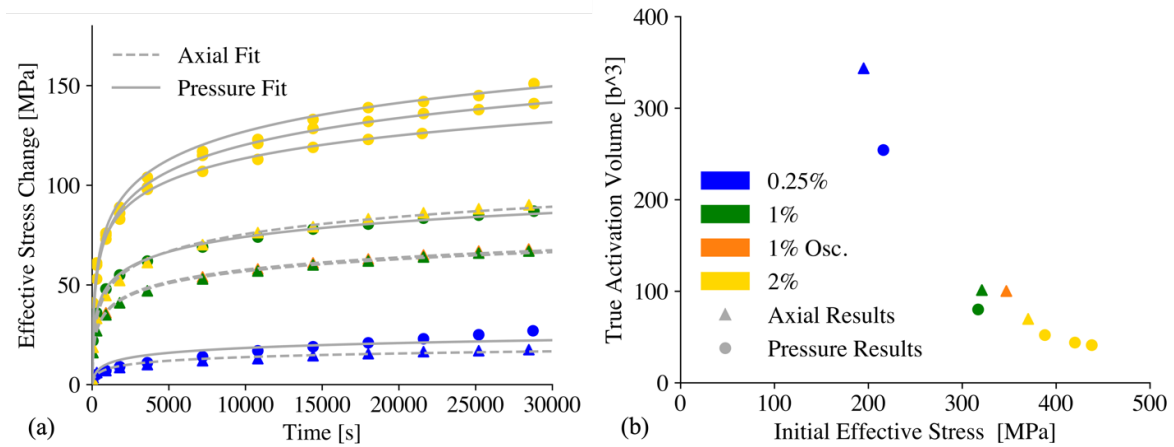 Effective Stress Change [MPa]
150
100
50
0
Axial Fit
Pressure Fit
0 5000 10000 15000 20000 25000 30000
Time [s]
(a)
True Activation Volume [b^3]
400
300
200
100
0
0.25%
1%
1% Osc.
2%
Axial Results
Pressure Results
0 100 200 300 400 500
Initial Effective Stress [MPa]
(b)